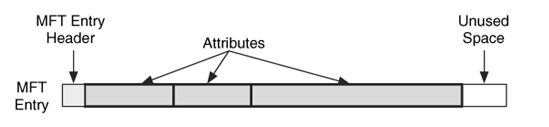 MFT Entry
Header
Attributes
Unused
Space
MFT
Entry